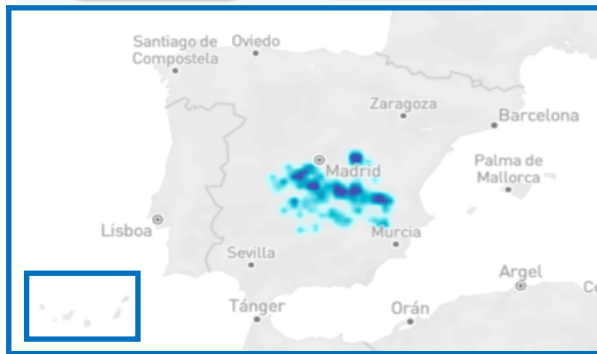 Santiago de
Compostela
Oviedo
Zaragoza
Barcelona
Madrid
Palma de
Mallorca
Lisboa
Murcia
Sevilla
Argel
Tánger
Orán